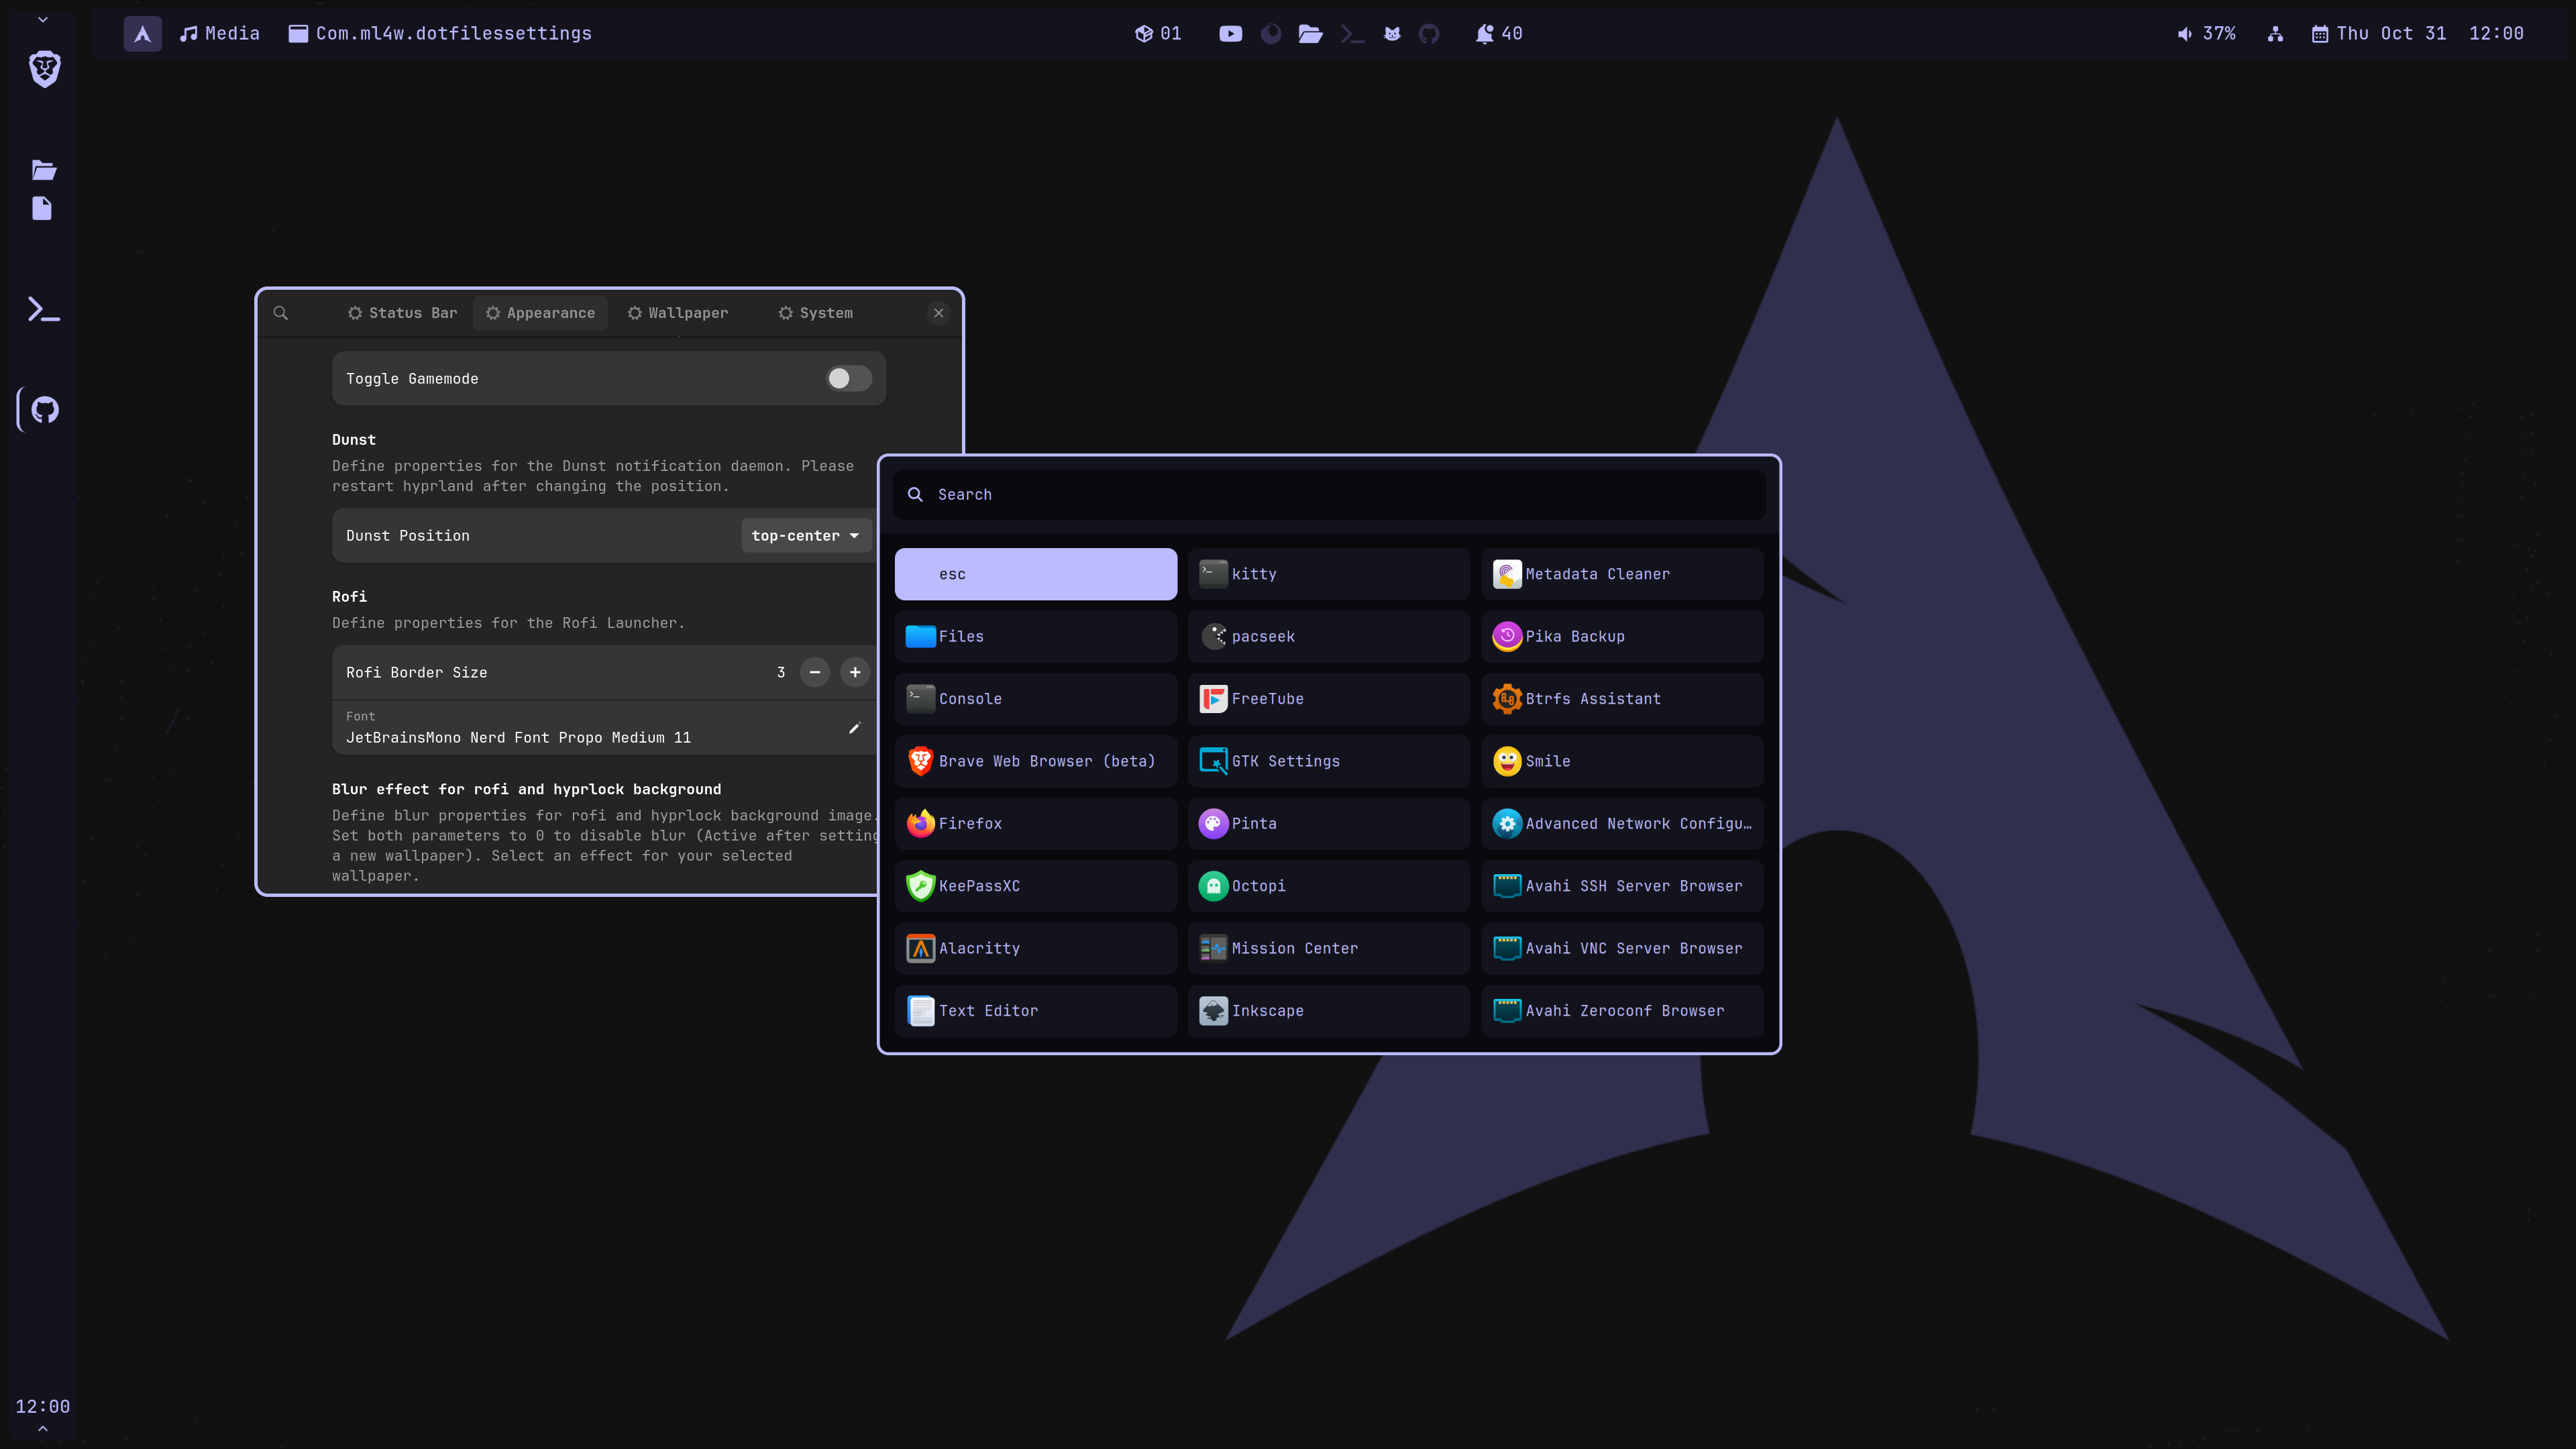 Media
Com.ml4w.dotfilessettings
01
40
37%
Thu Oct 31 12:00
Status Bar
Appearance
Wallpaper
System
Toggle Gamemode
Dunst
Define properties for the Dunst notification daemon. Please
restart hyprland after changing the position.
Dunst Position
top-center
Rofi
Define properties for the Rofi Launcher.
Rofi Border Size
3
Font
JetBrainsMono Nerd Font Propo Medium 11
Blur effect for rofi and hyprlock background
Define blur properties for rofi and hyprlock background image.
Set both parameters to 0 to disable blur (Active after setting
a new wallpaper). Select an effect for your selected
wallpaper.
Search
esc
kitty
Metadata Cleaner
Files
pacseek
Pika Backup
Console
FreeTube
Btrfs Assistant
Brave Web Browser (beta)
GTK Settings
Smile
Firefox
Pinta
Advanced Network Configu…
KeePassXC
Octopi
Avahi SSH Server Browser
Alacritty
Mission Center
Avahi VNC Server Browser
Text Editor
Inkscape
Avahi Zeroconf Browser
12:00